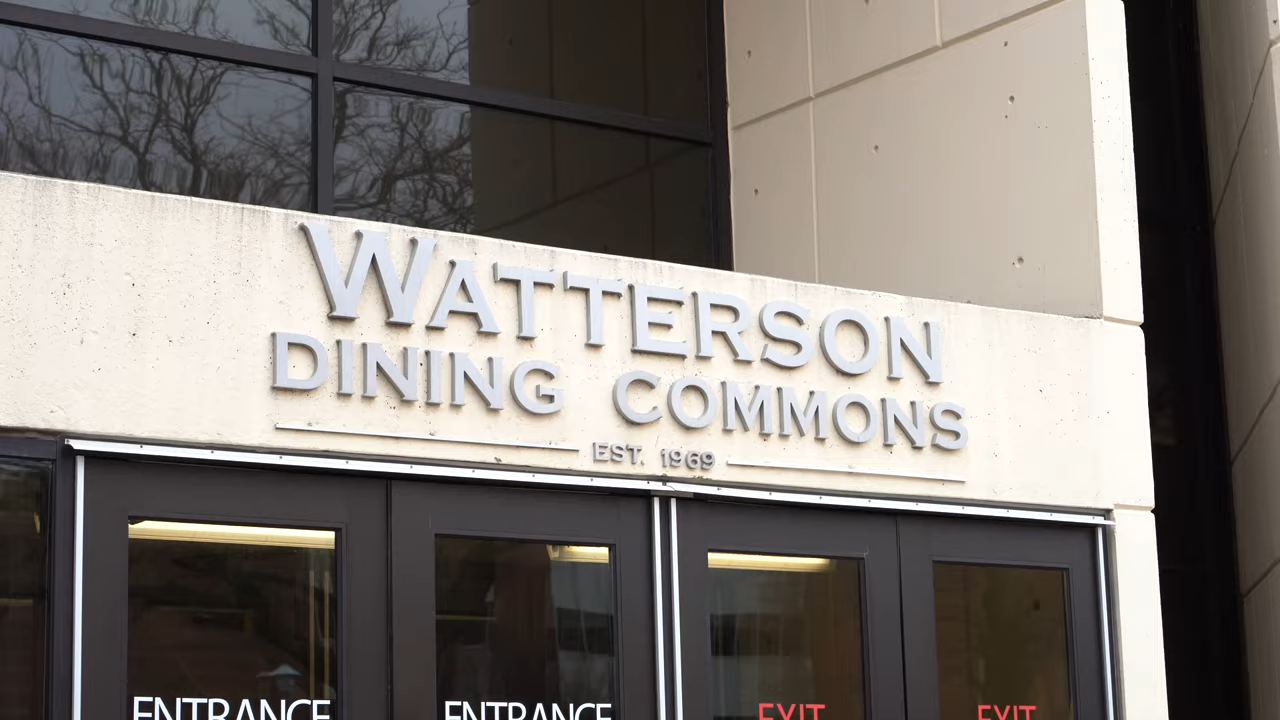 WATTERSON
DINING COMMONS
EST. 1969
ENTRANCE ENTRANCE EXIT EXIT